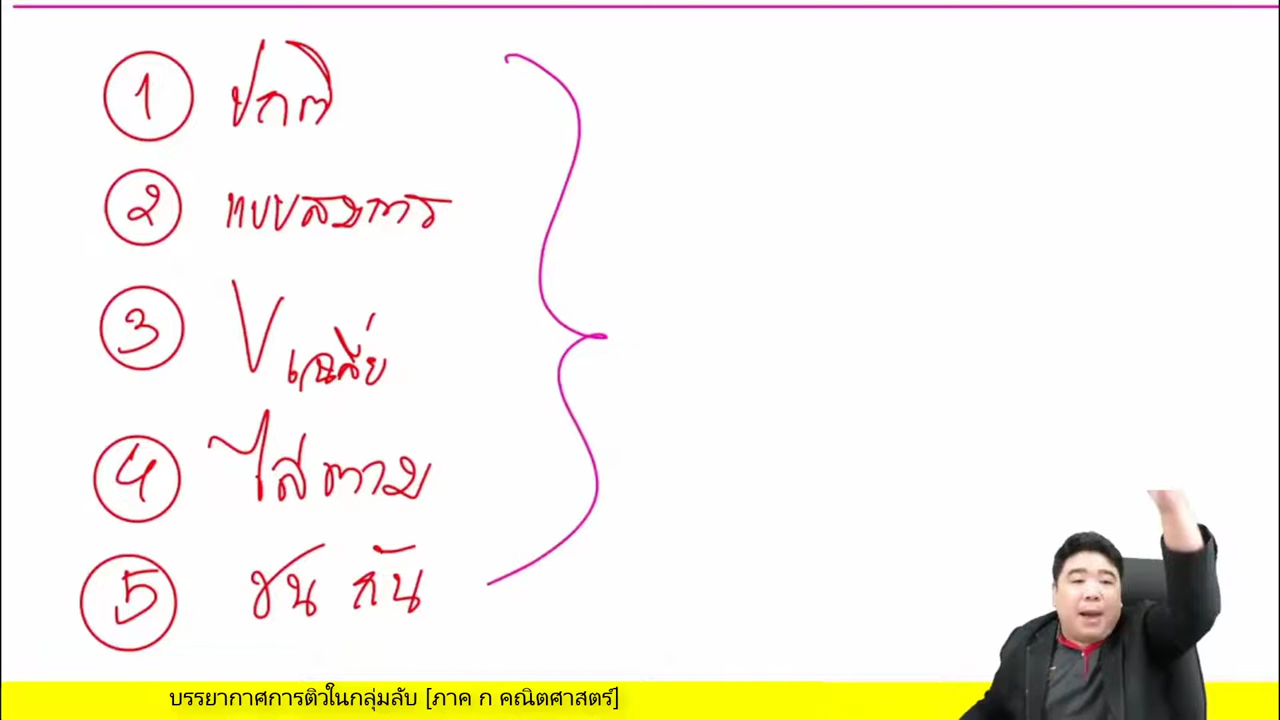 1 ปกติ
2 แบบสมการ
3 V เฉลี่ย
4 ไล่ตาม
5 ชนกัน
บรรยากาศการติวในกลุ่มลับ [ภาค ก คณิตศาสตร์]